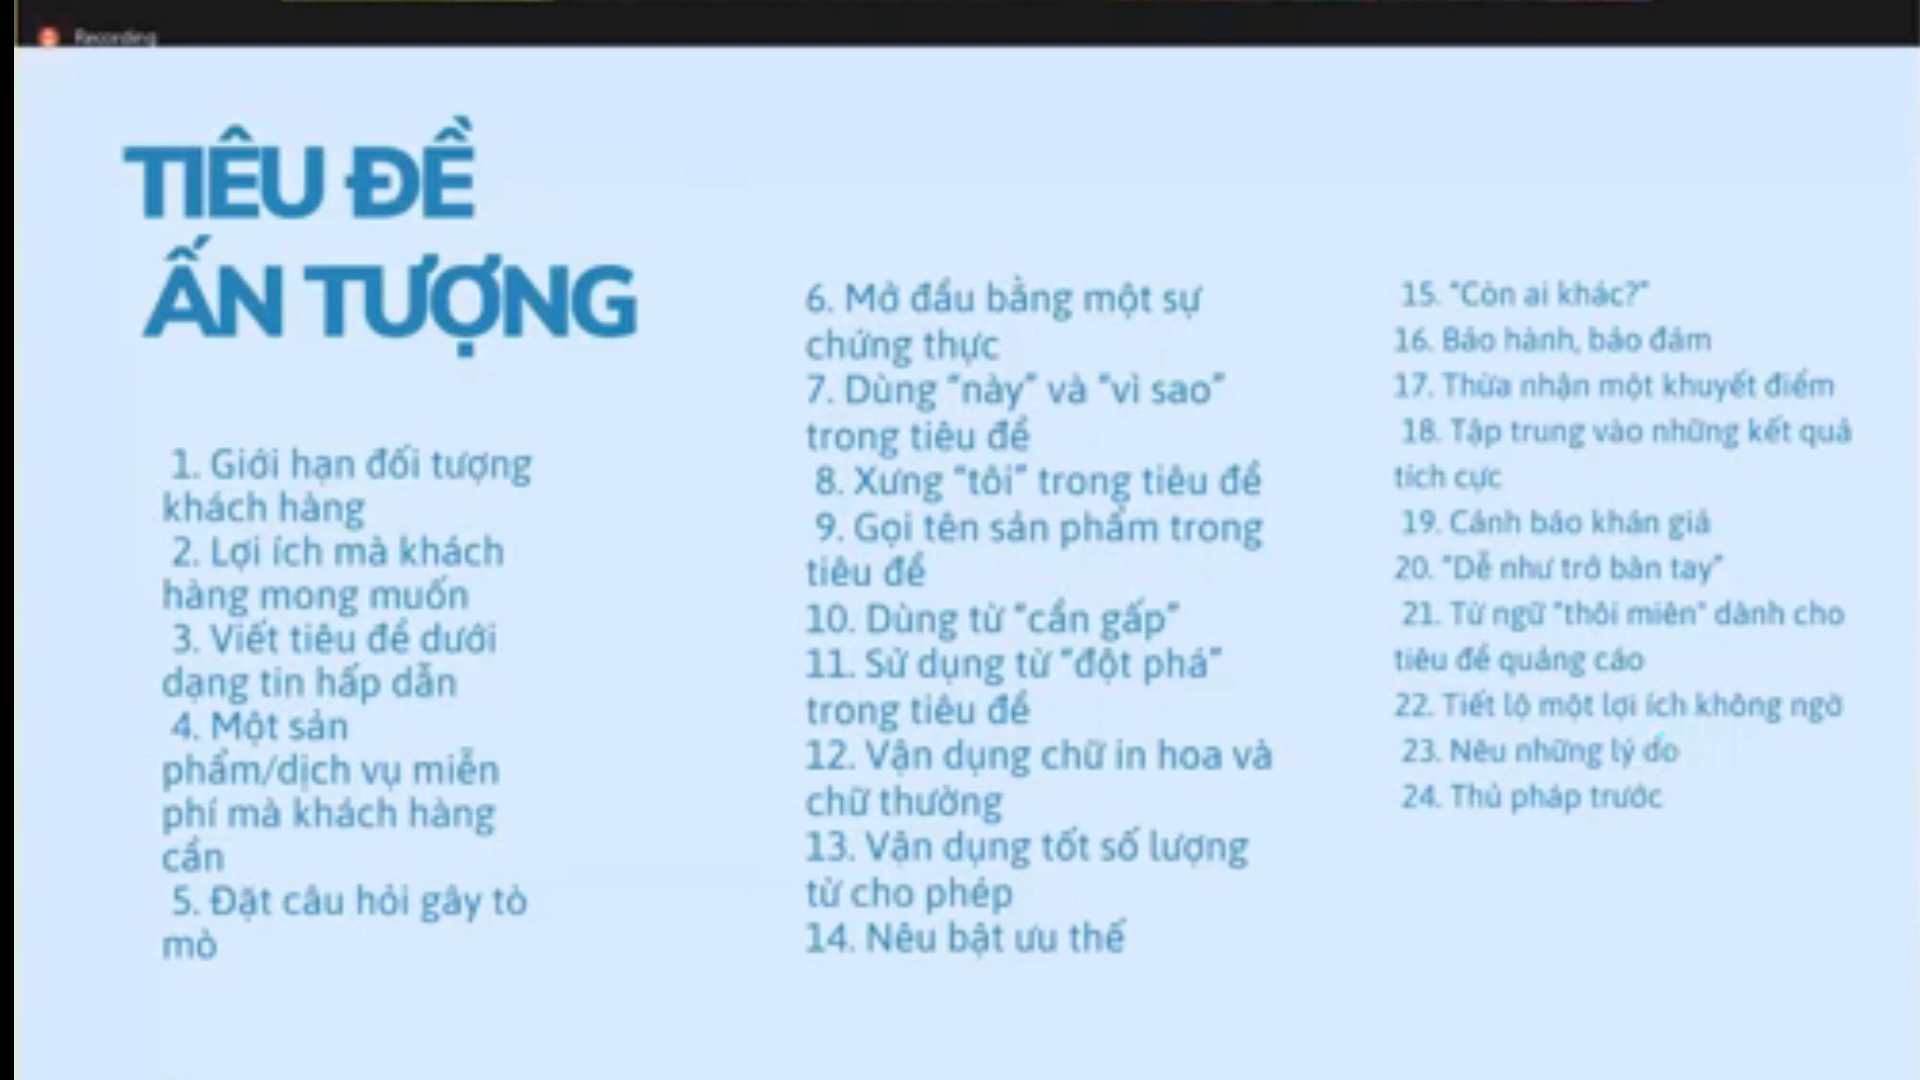 Recording
TIÊU ĐỀ
ẤN TƯỢNG
1. Giới hạn đối tượng
khách hàng
2. Lợi ích mà khách
hàng mong muốn
3. Viết tiêu đề dưới
dạng tin hấp dẫn
4. Một sản
phẩm/dịch vụ miễn
phí mà khách hàng
cần
5. Đặt câu hỏi gây tò
mò
6. Mở đầu bằng một sự
chứng thực
7. Dùng "này" và "vì sao"
trong tiêu đề
8. Xưng "tôi" trong tiêu đề
9. Gọi tên sản phẩm trong
tiêu đề
10. Dùng từ "cần gấp"
11. Sử dụng từ "đột phá"
trong tiêu đề
12. Vận dụng chữ in hoa và
chữ thường
13. Vận dụng tốt số lượng
từ cho phép
14. Nêu bật ưu thế
15. "Còn ai khác?"
16. Bảo hành, bảo đảm
17. Thừa nhận một khuyết điểm
18. Tập trung vào những kết quả
tích cực
19. Cảnh báo khán giả
20. "Dễ như trở bàn tay"
21. Từ ngữ "thôi miên" dành cho
tiêu đề quảng cáo
22. Tiết lộ một lợi ích không ngờ
23. Nêu những lý do
24. Thủ pháp trước